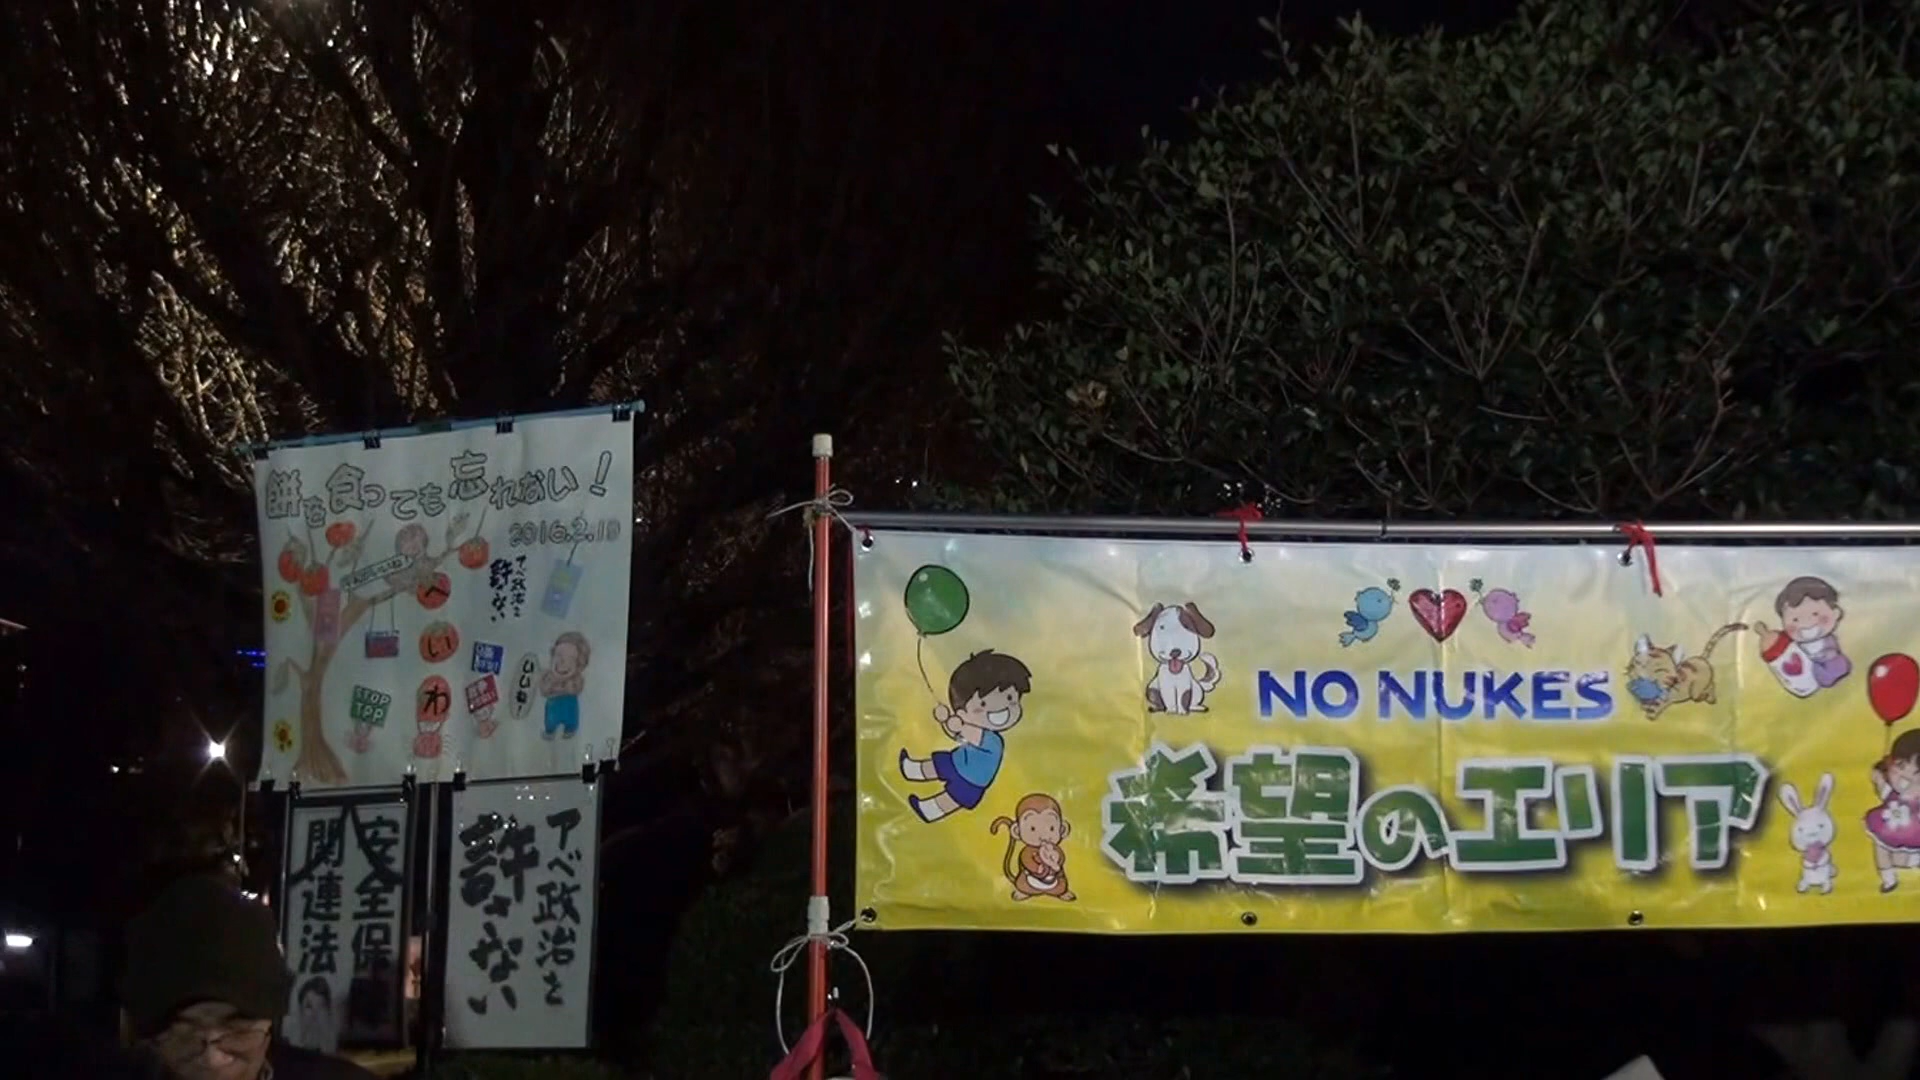 餅を食っても忘れない!
2016.2.10
アベ政治を
許さない
へいわ
STOP
TPP
いいね!
安全保
関連法
アベ政治を
許さない
NO NUKES
希望のエリア